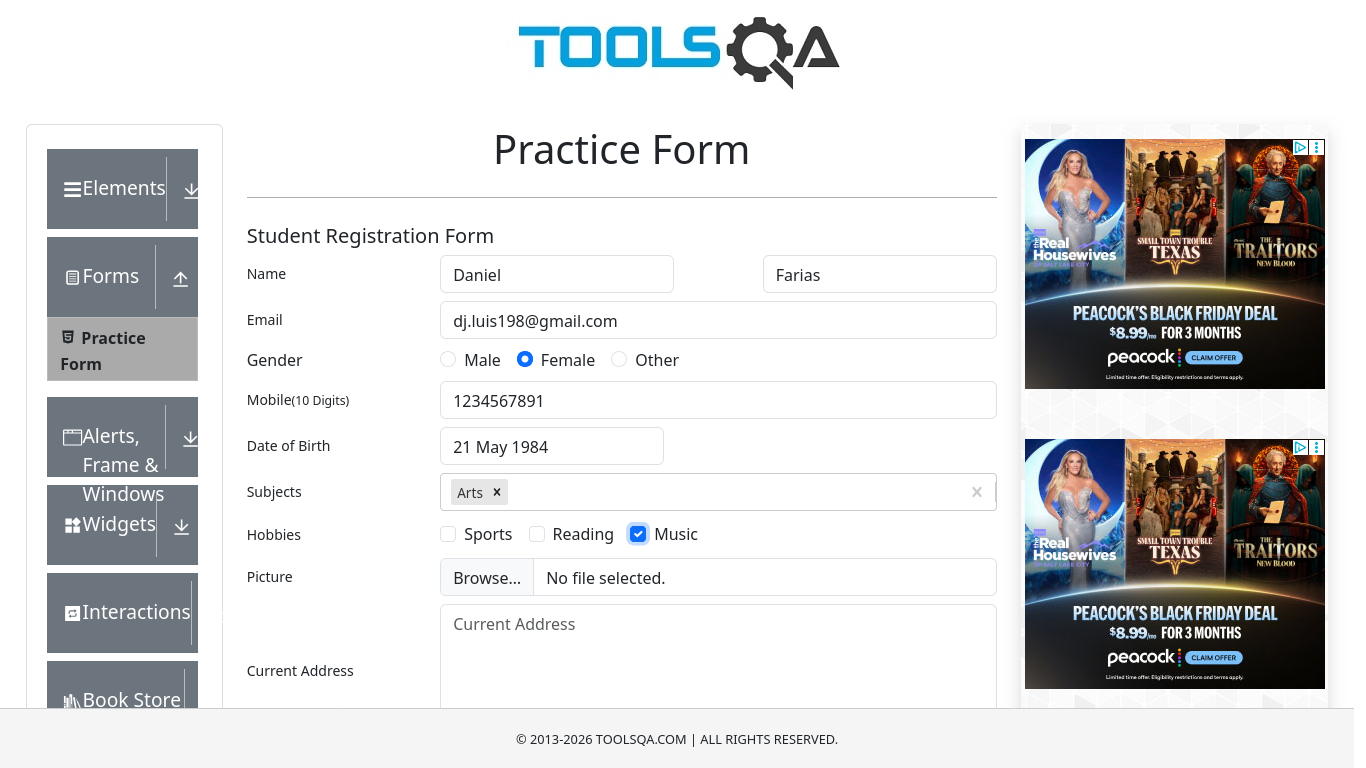 TOOLSQA
Practice Form
Elements
Forms
Practice
Form
Alerts,
Frame &
Windows
Widgets
Interactions
Book Store
Student Registration Form
Name
Daniel
Farias
Email
dj.luis198@gmail.com
Gender
Male
Female
Other
Mobile(10 Digits)
1234567891
Date of Birth
21 May 1984
Subjects
Arts
Hobbies
Sports
Reading
Music
Picture
Browse...
No file selected.
Current Address
Current Address
the Real
Housewives
SMALL TOWN TROUBLE
TEXAS
THE
TRAITORS
NEW BLOOD
PEACOCK'S BLACK FRIDAY DEAL
$8.99/mo FOR 3 MONTHS
peacock
CLAIM OFFER
Limited time offer. Eligibility restrictions and terms apply.
the Real
Housewives
SMALL TOWN TROUBLE
TEXAS
THE
TRAITORS
NEW BLOOD
PEACOCK'S BLACK FRIDAY DEAL
$8.99/mo FOR 3 MONTHS
peacock
CLAIM OFFER
Limited time offer. Eligibility restrictions and terms apply.
© 2013-2026 TOOLSQA.COM | ALL RIGHTS RESERVED.